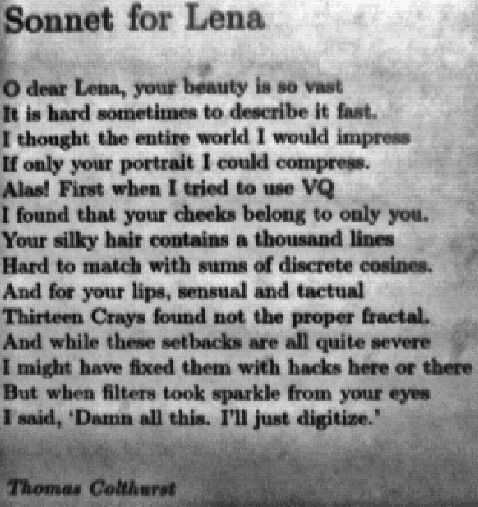 Sonnet for Lena
O dear Lena, your beauty is so vast
It is hard sometimes to describe it fast.
I thought the entire world I would impress
If only your portrait I could compress.
Alas! First when I tried to use VQ
I found that your cheeks belong to only you.
Your silky hair contains a thousand lines
Hard to match with sums of discrete cosines.
And for your lips, sensual and tactual
Thirteen Crays found not the proper fractal.
And while these setbacks are all quite severe
I might have fixed them with hacks here or there
But when filters took sparkle from your eyes
I said, ‘Damn all this. I'll just digitize.’
Thomas Colthurst